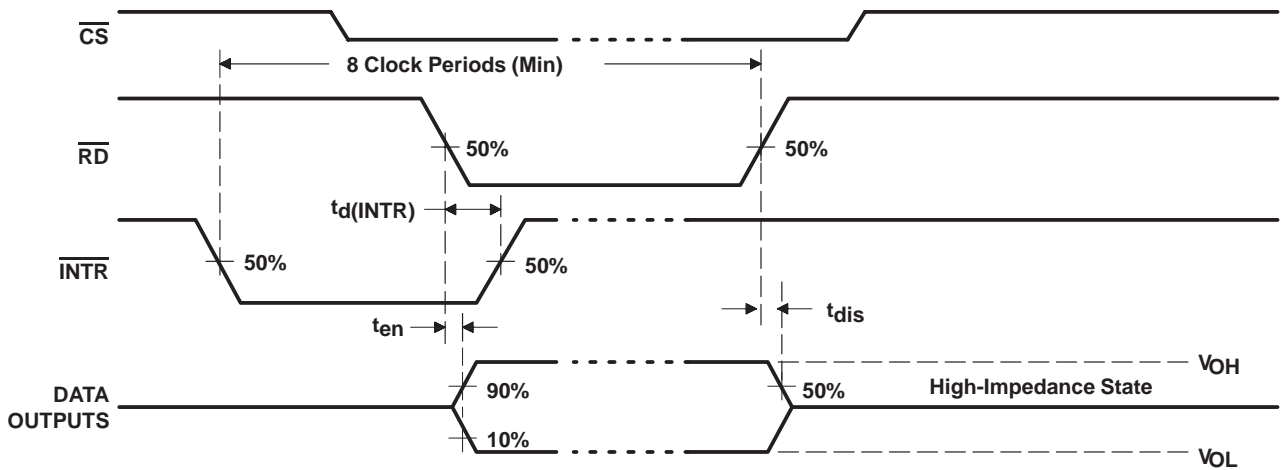 CS
8 Clock Periods (Min)
RD
50%
50%
td(INTR)
INTR
50%
50%
ten
tdis
VOH
DATA
OUTPUTS
90%
50%
High-Impedance State
10%
VOL